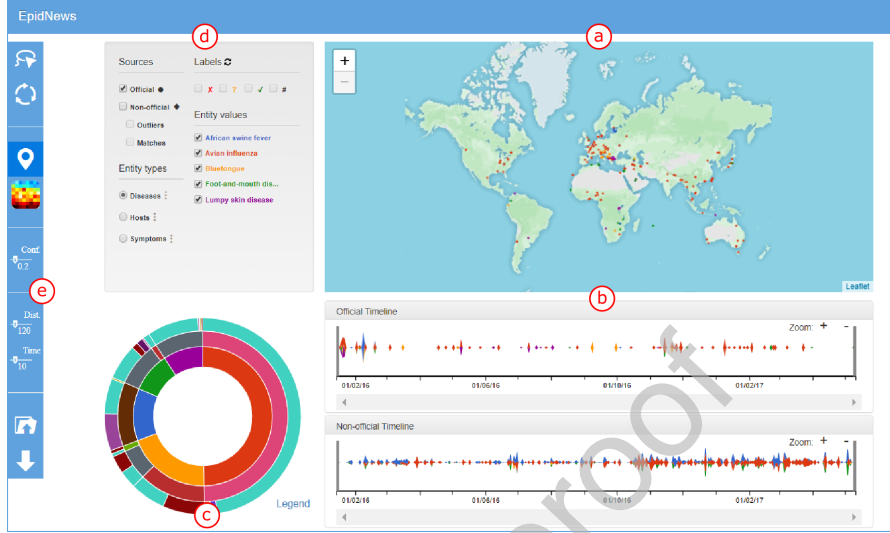 EpidNews
d
a
Sources
Labels
Official
✗ ? ✓ #
Non-official
Outliers
Entity values
Matches
African swine fever
Avian influenza
Entity types
Bluetongue
Foot-and-mouth dis...
Diseases
Lumpy skin disease
Hosts
Symptoms
+
−
Leaflet
Conf.
0.2
e
Dist.
120
Time
10
b
Official Timeline
Zoom: + -
01/02/16 01/06/16 01/10/16 01/02/17
Non-official Timeline
Zoom: + -
01/02/16 01/06/16 01/10/16 01/02/17
Legend
c
proof